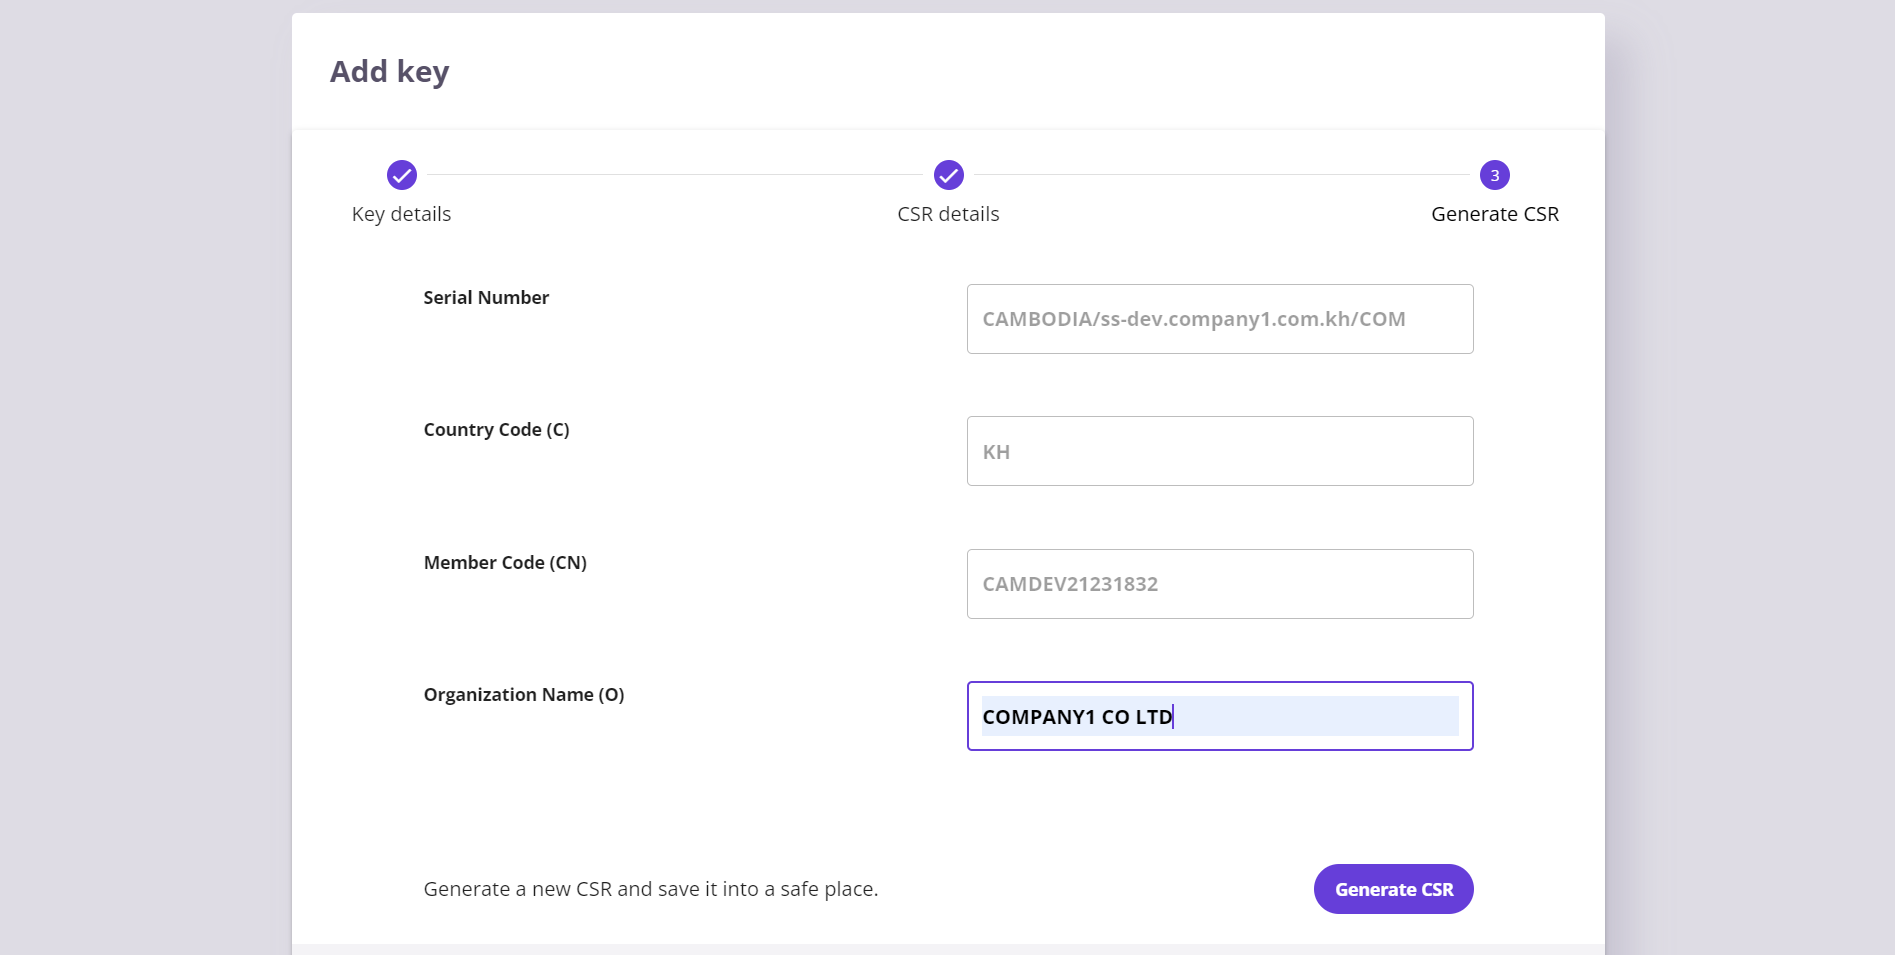 Add key
3
Key details
CSR details
Generate CSR
Serial Number
CAMBODIA/ss-dev.company1.com.kh/COM
Country Code (C)
KH
Member Code (CN)
CAMDEV21231832
Organization Name (O)
COMPANY1 CO LTD
Generate a new CSR and save it into a safe place.
Generate CSR